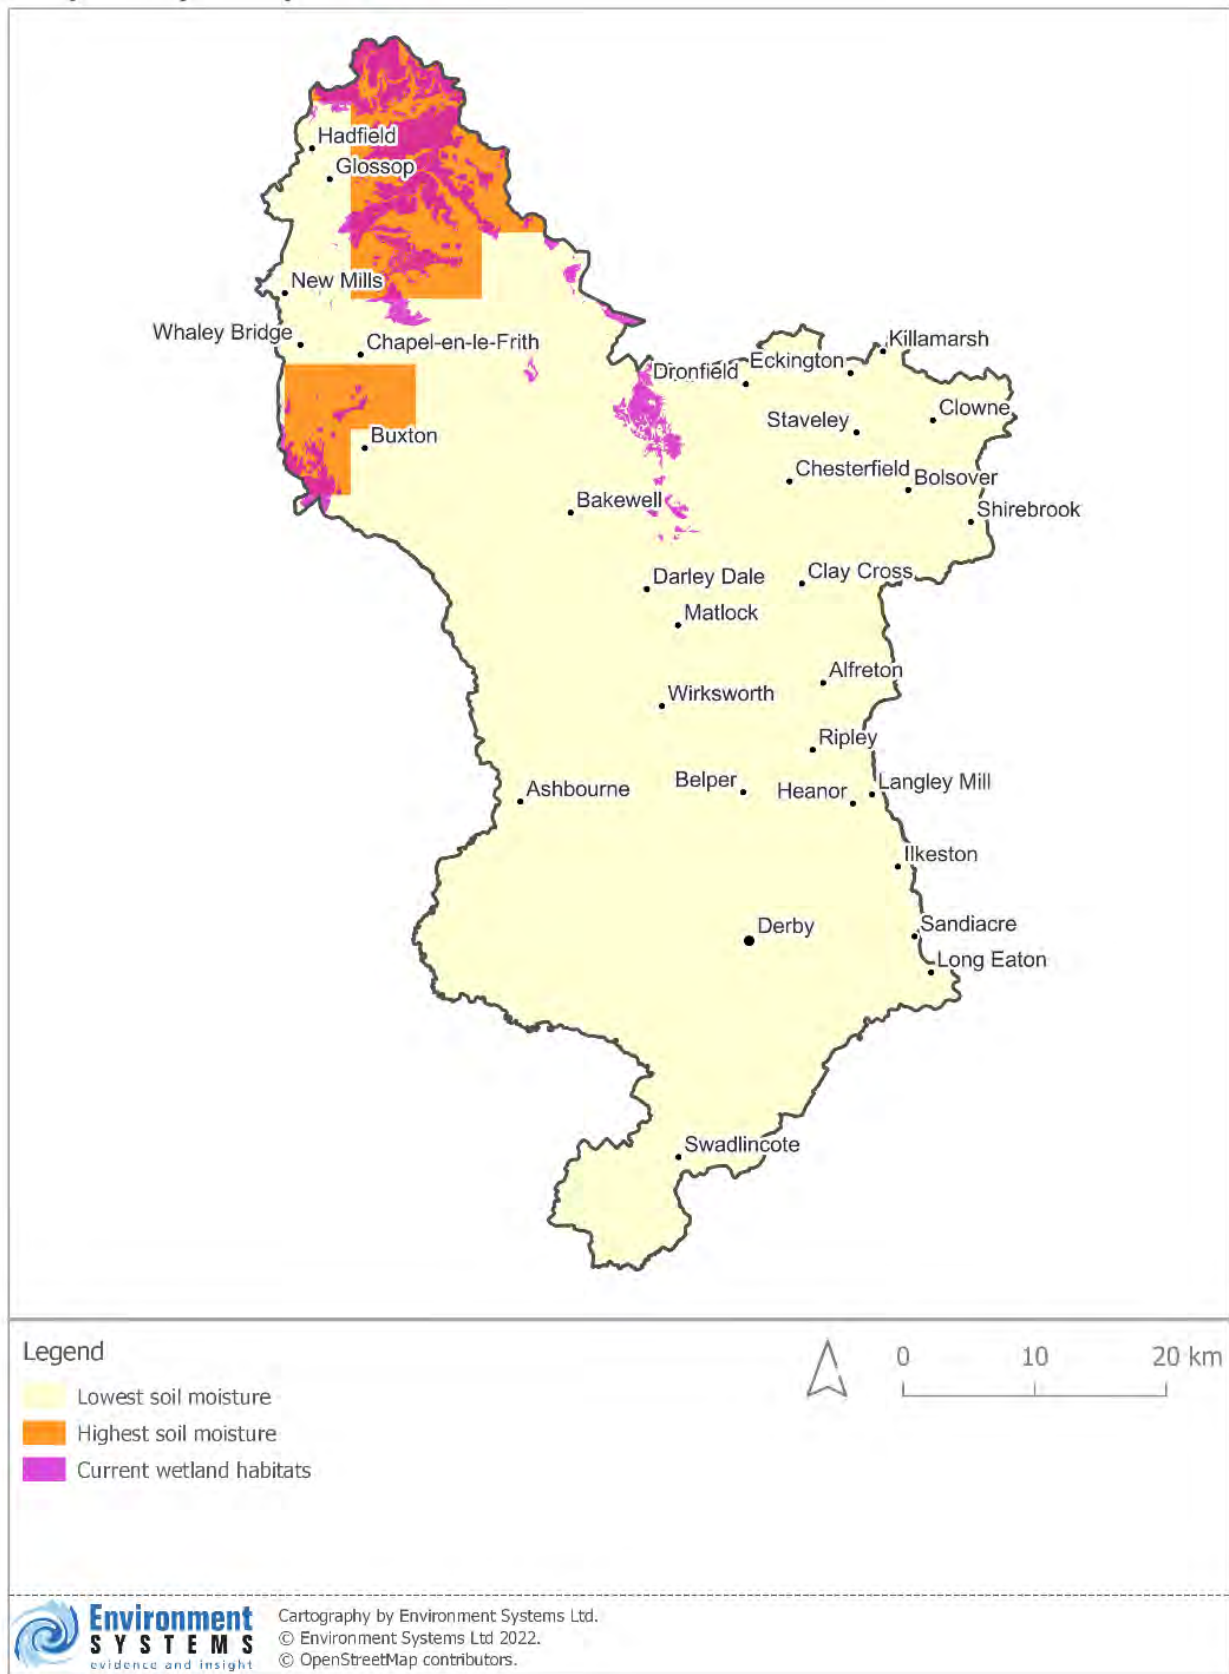 Hadfield
Glossop
New Mills
Whaley Bridge
Chapel-en-le-Frith
Killamarsh
Eckington
Dronfield
Clowne
Staveley
Buxton
Chesterfield
Bolsover
Bakewell
Shirebrook
Darley Dale
Clay Cross
Matlock
Alfreton
Wirksworth
Ripley
Belper
Langley Mill
Ashbourne
Heanor
Ilkeston
Derby
Sandiacre
Long Eaton
Swadlincote
Legend
0 10 20 km
Lowest soil moisture
Highest soil moisture
Current wetland habitats
Environment
SYSTEMS
evidence and insight
Cartography by Environment Systems Ltd.
© Environment Systems Ltd 2022.
© OpenStreetMap contributors.